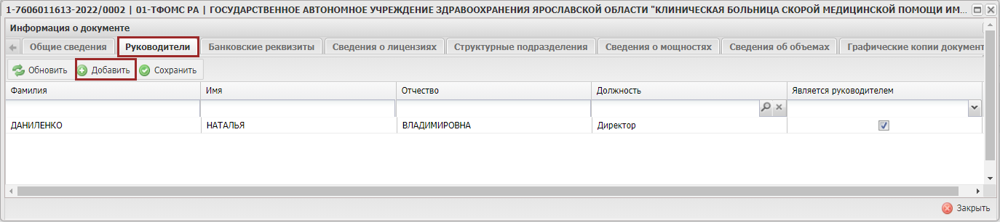 1-7606011613-2022/0002 | 01-ТФОМС РА | ГОСУДАРСТВЕННОЕ АВТОНОМНОЕ УЧРЕЖДЕНИЕ ЗДРАВООХРАНЕНИЯ ЯРОСЛАВСКОЙ ОБЛАСТИ "КЛИНИЧЕСКАЯ БОЛЬНИЦА СКОРОЙ МЕДИЦИНСКОЙ ПОМОЩИ ИМ...
Информация о документе
Общие сведения Руководители Банковские реквизиты Сведения о лицензиях Структурные подразделения Сведения о мощностях Сведения об объемах Графические копии документ
Обновить Добавить Сохранить
Фамилия Имя Отчество Должность Является руководителем
ДАНИЛЕНКО НАТАЛЬЯ ВЛАДИМИРОВНА Директор
Закрыть